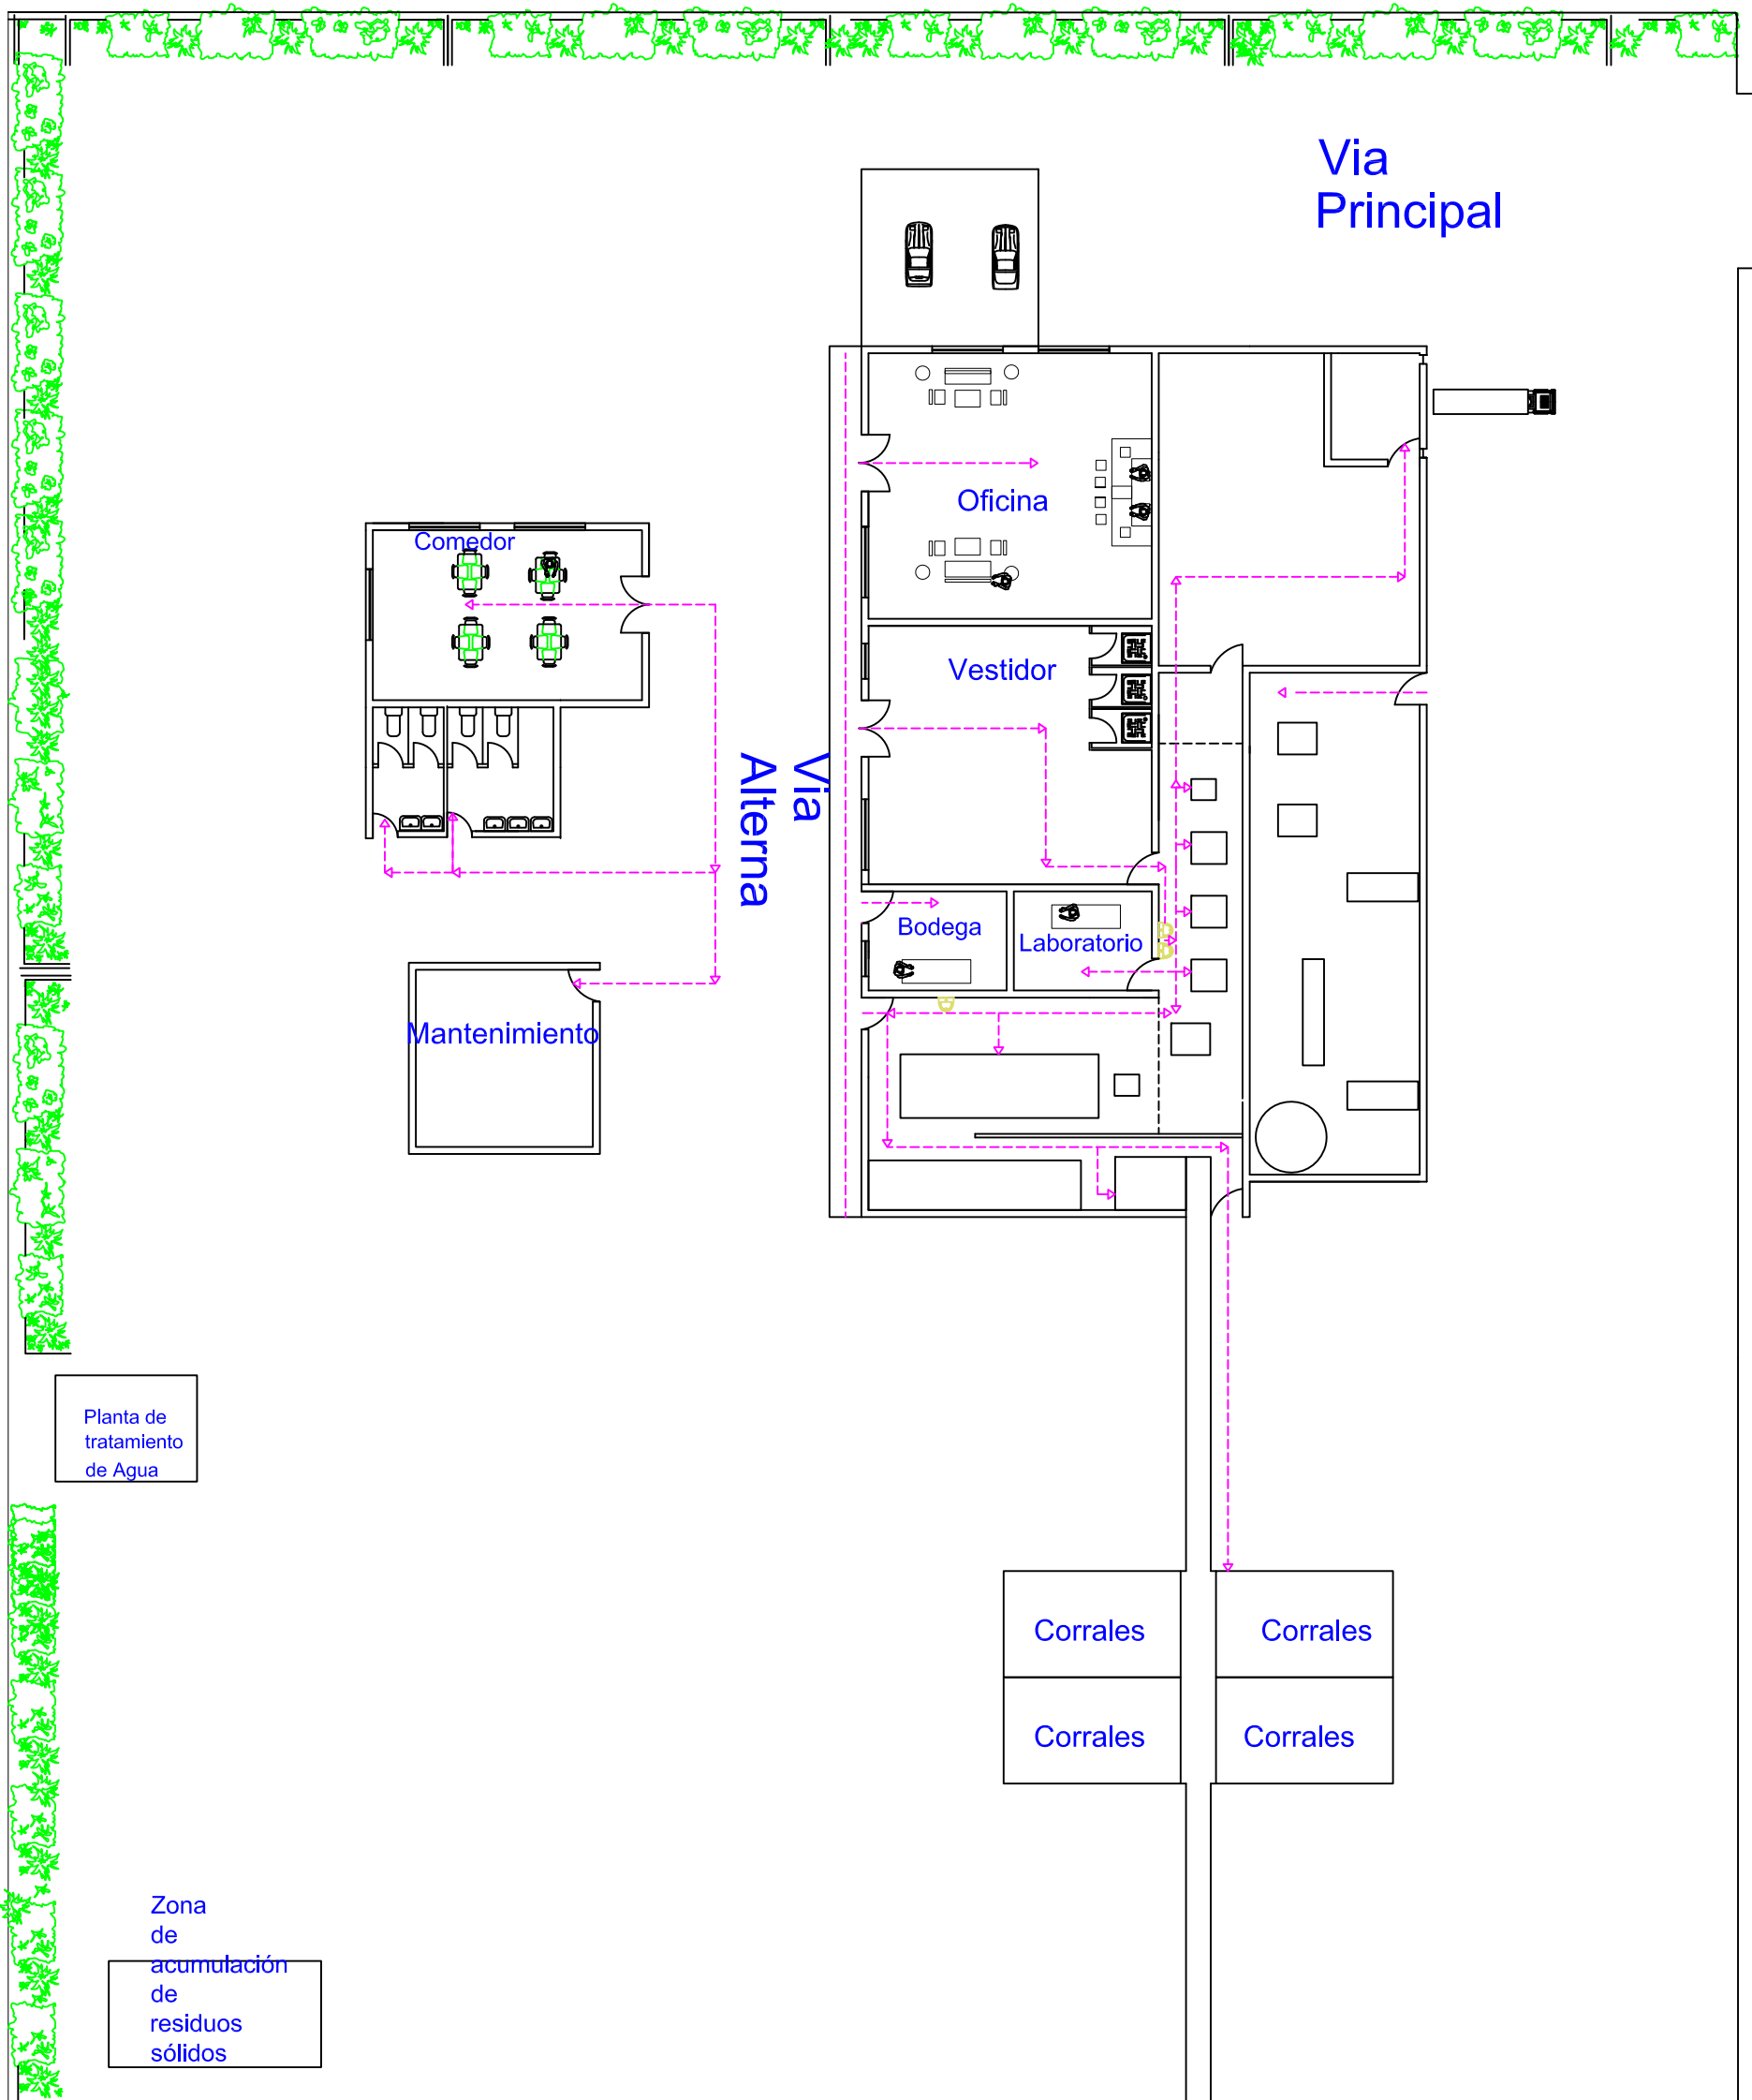 Via
Principal
Oficina
Comedor
Vestidor
Via
Alterna
Bodega
Laboratorio
Mantenimiento
Planta de
tratamiento
de Agua
Corrales
Corrales
Corrales
Corrales
Zona
de
acumulación
de
residuos
sólidos